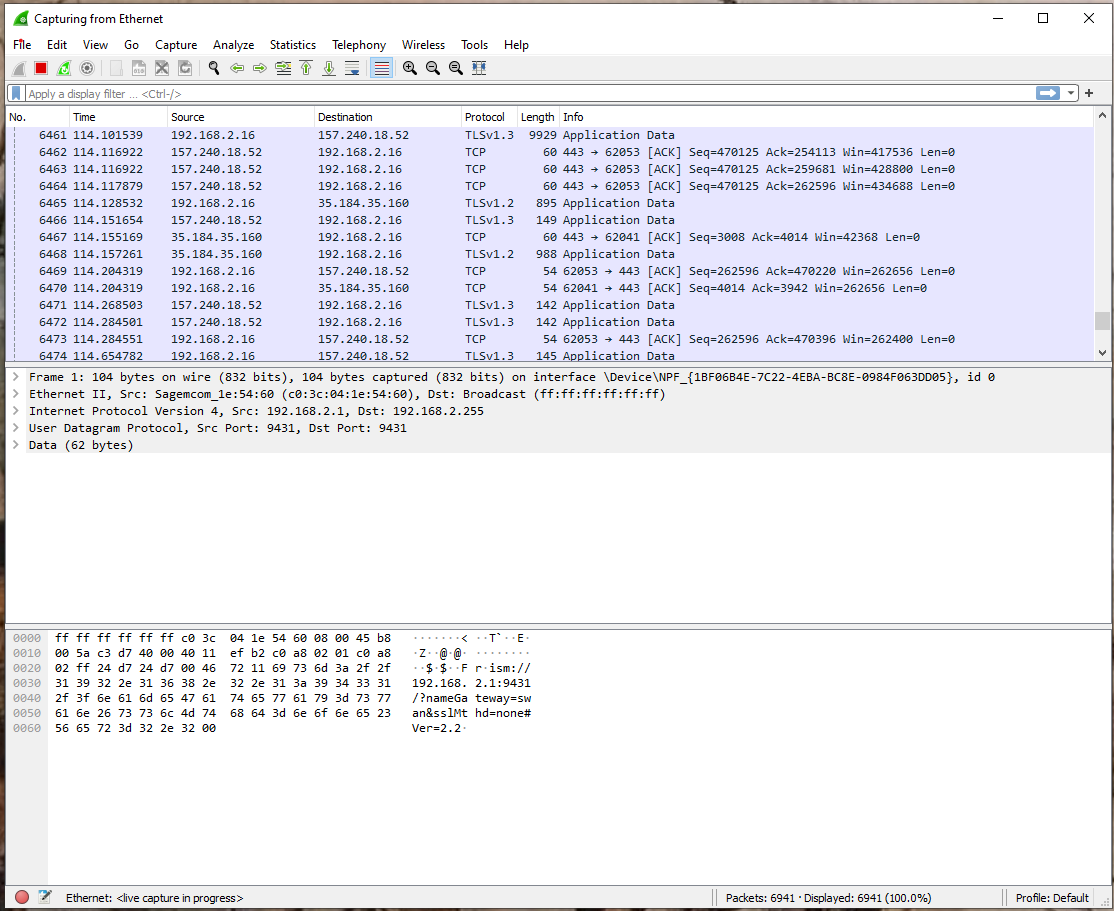 Capturing from Ethernet
File Edit View Go Capture Analyze Statistics Telephony Wireless Tools Help
Apply a display filter ... <Ctrl-/>
No. Time Source Destination Protocol Length Info
6461 114.101539 192.168.2.16 157.240.18.52 TLSv1.3 9929 Application Data
6462 114.116922 157.240.18.52 192.168.2.16 TCP 60 443 → 62053 [ACK] Seq=470125 Ack=254113 Win=417536 Len=0
6463 114.116922 157.240.18.52 192.168.2.16 TCP 60 443 → 62053 [ACK] Seq=470125 Ack=259681 Win=428800 Len=0
6464 114.117879 157.240.18.52 192.168.2.16 TCP 60 443 → 62053 [ACK] Seq=470125 Ack=262596 Win=434688 Len=0
6465 114.128532 192.168.2.16 35.184.35.160 TLSv1.2 895 Application Data
6466 114.151654 157.240.18.52 192.168.2.16 TLSv1.3 149 Application Data
6467 114.155169 35.184.35.160 192.168.2.16 TCP 60 443 → 62041 [ACK] Seq=3008 Ack=4014 Win=42368 Len=0
6468 114.157261 35.184.35.160 192.168.2.16 TLSv1.2 988 Application Data
6469 114.204319 192.168.2.16 157.240.18.52 TCP 54 62053 → 443 [ACK] Seq=262596 Ack=470220 Win=262656 Len=0
6470 114.204319 192.168.2.16 35.184.35.160 TCP 54 62041 → 443 [ACK] Seq=4014 Ack=3942 Win=262656 Len=0
6471 114.268503 157.240.18.52 192.168.2.16 TLSv1.3 142 Application Data
6472 114.284501 157.240.18.52 192.168.2.16 TLSv1.3 142 Application Data
6473 114.284551 192.168.2.16 157.240.18.52 TCP 54 62053 → 443 [ACK] Seq=262596 Ack=470396 Win=262400 Len=0
6474 114.654782 192.168.2.16 157.240.18.52 TLSv1.3 145 Application Data
Frame 1: 104 bytes on wire (832 bits), 104 bytes captured (832 bits) on interface \Device\NPF_{1BF06B4E-7C22-4EBA-BC8E-0984F063DD05}, id 0
Ethernet II, Src: Sagemcom_1e:54:60 (c0:3c:04:1e:54:60), Dst: Broadcast (ff:ff:ff:ff:ff:ff)
Internet Protocol Version 4, Src: 192.168.2.1, Dst: 192.168.2.255
User Datagram Protocol, Src Port: 9431, Dst Port: 9431
Data (62 bytes)
0000 ff ff ff ff ff ff c0 3c 04 1e 54 60 08 00 45 b8 ·······< ··T`··E·
0010 00 5a c3 d7 40 00 40 11 ef b2 c0 a8 02 01 c0 a8 ·Z··@·@· ········
0020 02 ff 24 d7 24 d7 00 46 72 11 69 73 6d 3a 2f 2f ··$·$··F r·ism://
0030 31 39 32 2e 31 36 38 2e 32 2e 31 3a 39 34 33 31 192.168. 2.1:9431
0040 2f 3f 6e 61 6d 65 47 61 74 65 77 61 79 3d 73 77 /?nameGa teway=sw
0050 61 6e 26 73 73 6c 4d 74 68 64 3d 6e 6f 6e 65 23 an&sslMt hd=none#
0060 56 65 72 3d 32 2e 32 00 Ver=2.2·
Ethernet: <live capture in progress> Packets: 6941 · Displayed: 6941 (100.0%) Profile: Default